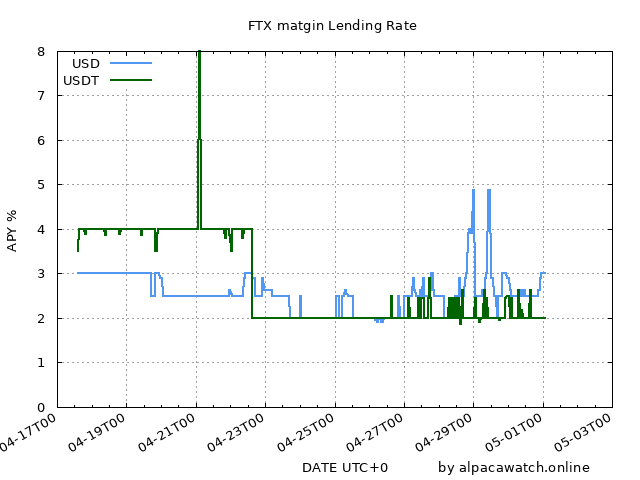 FTX matgin Lending Rate
USD
USDT
8
7
6
5
4
3
2
1
0
APY %
04-17T00
04-19T00
04-21T00
04-23T00
04-25T00
04-27T00
04-29T00
05-01T00
05-03T00
DATE UTC+0
by alpacawatch.online